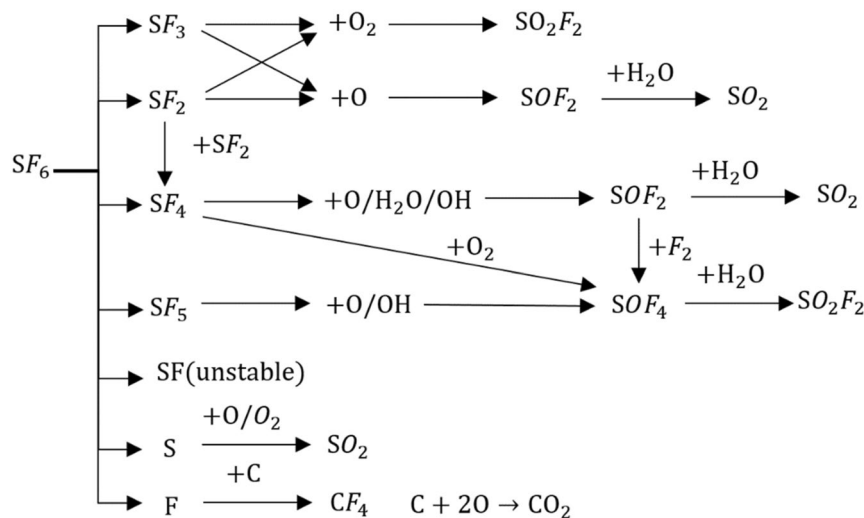 SF₃ +O₂ SO₂F₂
+H₂O
SF₂ +O SOF₂ SO₂
+SF₂
SF₆
+H₂O
SF₄ +O/H₂O/OH SOF₂ SO₂
+O₂ +F₂
+H₂O
SF₅ +O/OH SOF₄ SO₂F₂
SF(unstable)
+O/O₂
S SO₂
+C
F CF₄ C + 2O → CO₂